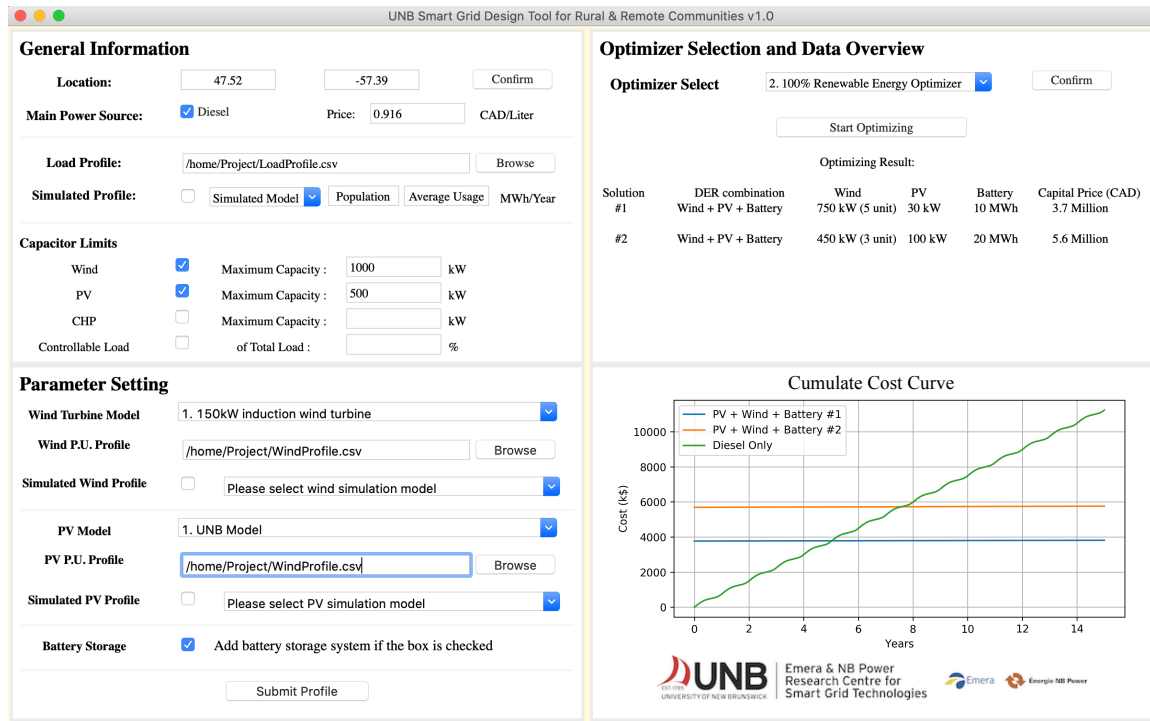 UNB Smart Grid Design Tool for Rural & Remote Communities v1.0
General Information
Location: 47.52 -57.39 Confirm
Main Power Source: Diesel Price: 0.916 CAD/Liter
Load Profile: /home/Project/LoadProfile.csv Browse
Simulated Profile: Simulated Model Population Average Usage MWh/Year
Capacitor Limits
Wind Maximum Capacity : 1000 kW
PV Maximum Capacity : 500 kW
CHP Maximum Capacity : kW
Controllable Load of Total Load : %
Parameter Setting
Wind Turbine Model 1. 150kW induction wind turbine
Wind P.U. Profile /home/Project/WindProfile.csv Browse
Simulated Wind Profile Please select wind simulation model
PV Model 1. UNB Model
PV P.U. Profile /home/Project/WindProfile.csv Browse
Simulated PV Profile Please select PV simulation model
Battery Storage Add battery storage system if the box is checked
Submit Profile
Optimizer Selection and Data Overview
Optimizer Select 2. 100% Renewable Energy Optimizer Confirm
Start Optimizing
Optimizing Result:
Solution DER combination Wind PV Battery Capital Price (CAD)
#1 Wind + PV + Battery 750 kW (5 unit) 30 kW 10 MWh 3.7 Million
#2 Wind + PV + Battery 450 kW (3 unit) 100 kW 20 MWh 5.6 Million
Cumulate Cost Curve
PV + Wind + Battery #1
PV + Wind + Battery #2
Diesel Only
Cost (k$)
10000
8000
6000
4000
2000
0
0 2 4 6 8 10 12 14
Years
EST. 1785
UNB
UNIVERSITY OF NEW BRUNSWICK
Emera & NB Power
Research Centre for
Smart Grid Technologies
Emera
Énergie NB Power